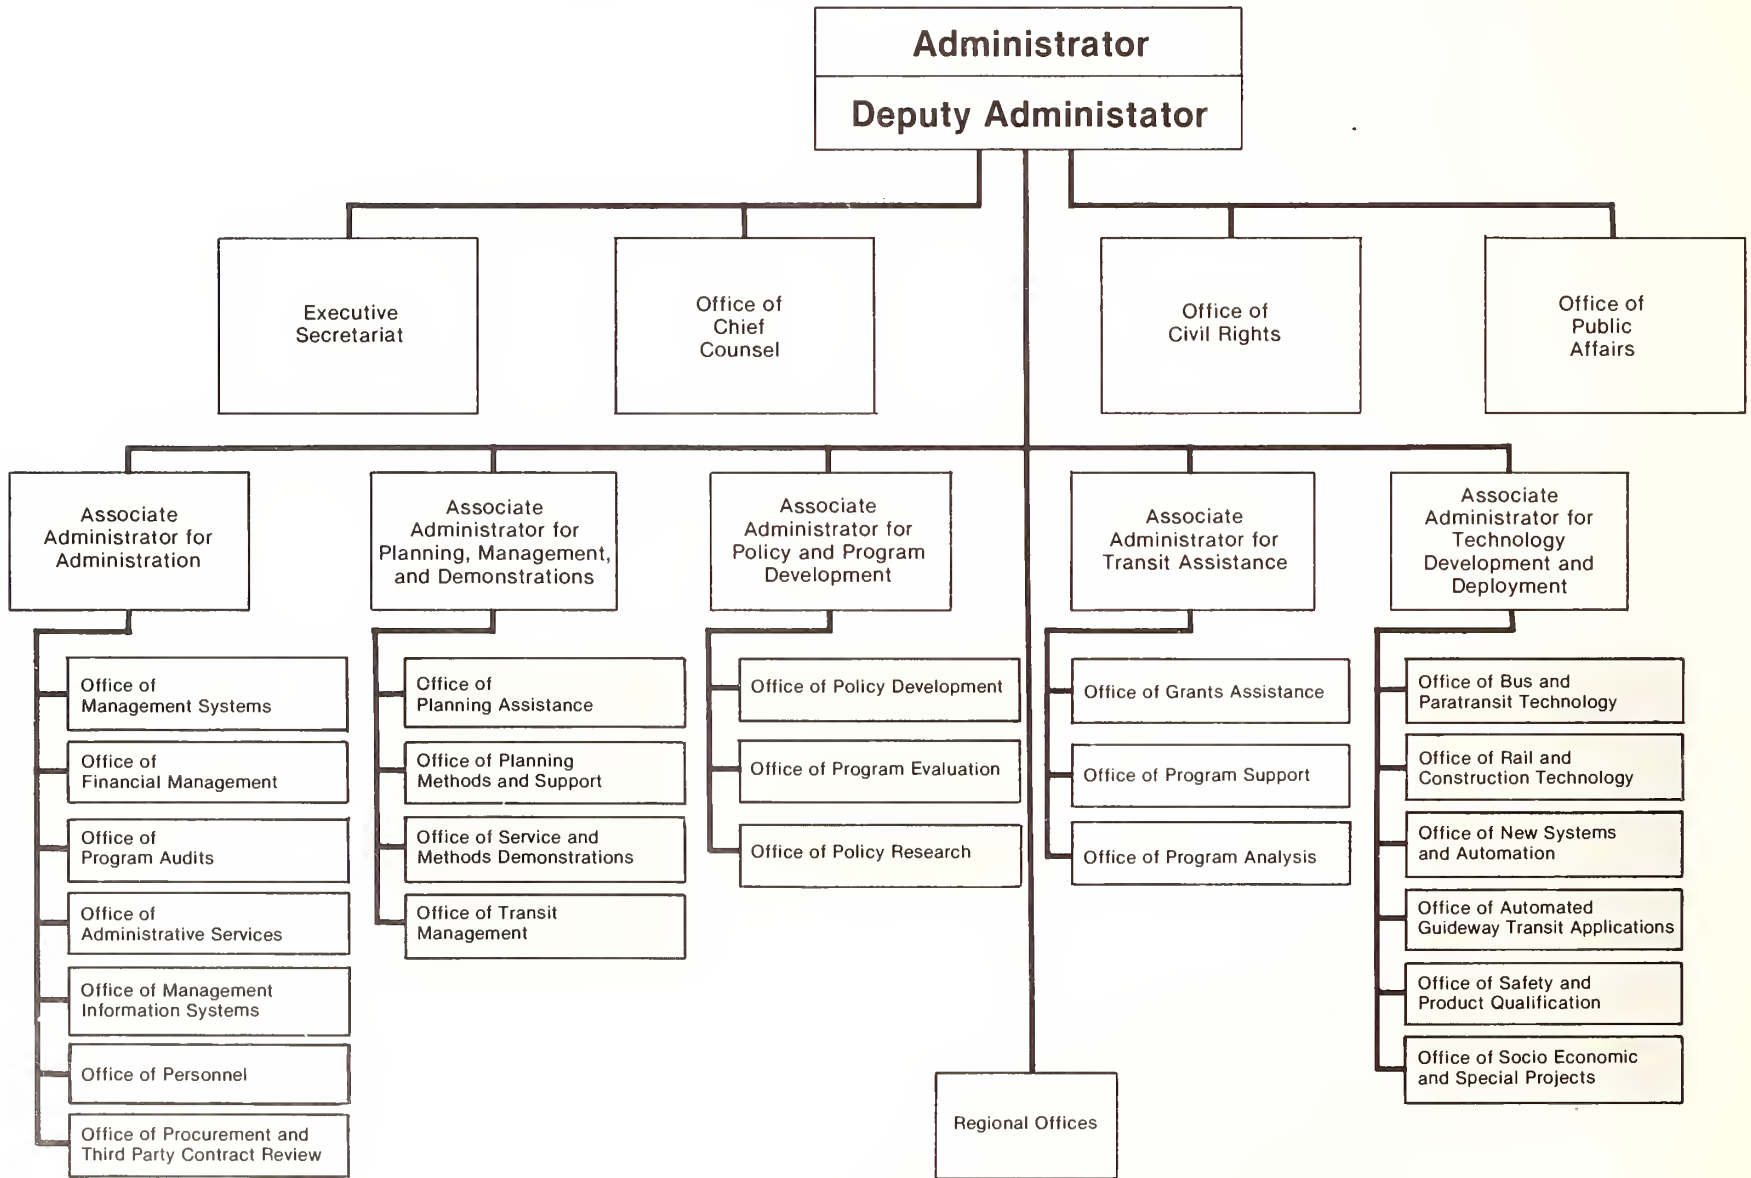 Administrator
Deputy Administator
Executive
Secretariat
Office of
Chief
Counsel
Office of
Civil Rights
Office of
Public
Affairs
Associate
Administrator for
Administration
Associate
Administrator for
Planning, Management,
and Demonstrations
Associate
Administrator for
Policy and Program
Development
Associate
Administrator for
Transit Assistance
Associate
Administrator for
Technology
Development and
Deployment
Office of
Management Systems
Office of
Financial Management
Office of
Program Audits
Office of
Administrative Services
Office of Management
Information Systems
Office of Personnel
Office of Procurement and
Third Party Contract Review
Office of
Planning Assistance
Office of Planning
Methods and Support
Office of Service and
Methods Demonstrations
Office of Transit
Management
Office of Policy Development
Office of Program Evaluation
Office of Policy Research
Office of Grants Assistance
Office of Program Support
Office of Program Analysis
Office of Bus and
Paratransit Technology
Office of Rail and
Construction Technology
Office of New Systems
and Automation
Office of Automated
Guideway Transit Applications
Office of Safety and
Product Qualification
Office of Socio Economic
and Special Projects
Regional Offices